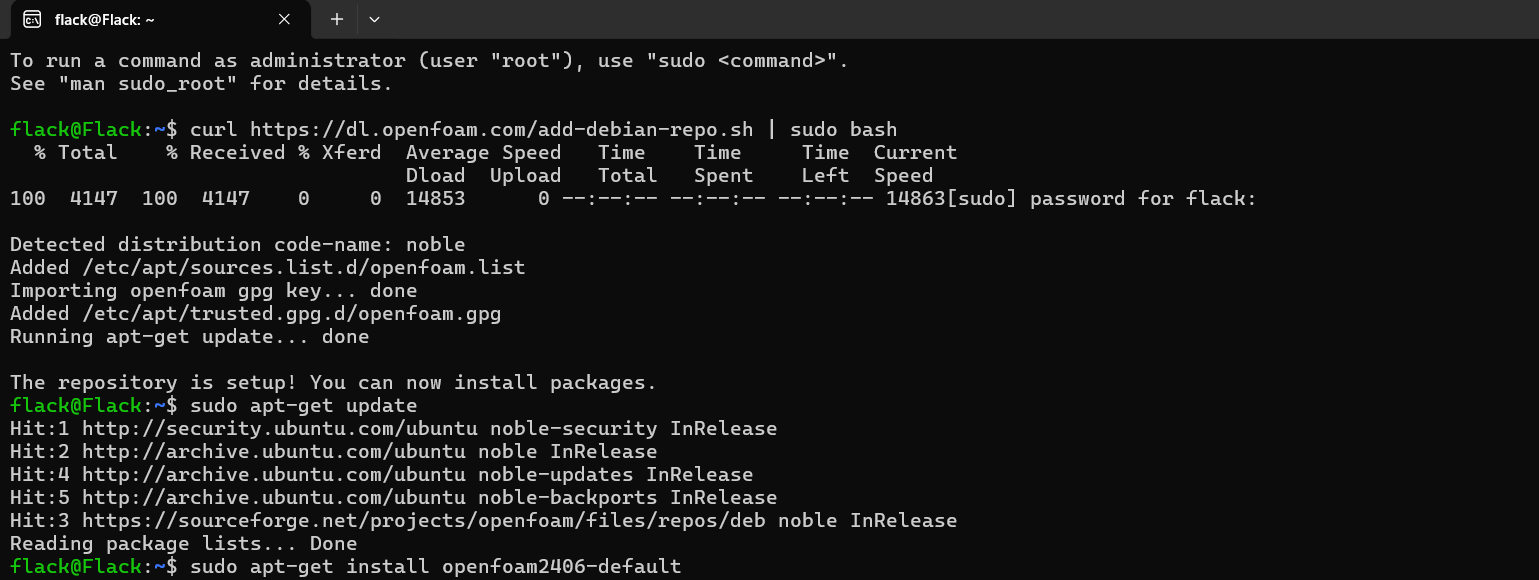 flack@Flack: ~
To run a command as administrator (user "root"), use "sudo <command>".
See "man sudo_root" for details.
flack@Flack:~$ curl https://dl.openfoam.com/add-debian-repo.sh | sudo bash
  % Total    % Received % Xferd  Average Speed   Time    Time     Time  Current
                                 Dload  Upload   Total   Spent    Left  Speed
100  4147  100  4147    0     0  14853      0 --:--:-- --:--:-- --:--:-- 14863[sudo] password for flack:
Detected distribution code-name: noble
Added /etc/apt/sources.list.d/openfoam.list
Importing openfoam gpg key... done
Added /etc/apt/trusted.gpg.d/openfoam.gpg
Running apt-get update... done
The repository is setup! You can now install packages.
flack@Flack:~$ sudo apt-get update
Hit:1 http://security.ubuntu.com/ubuntu noble-security InRelease
Hit:2 http://archive.ubuntu.com/ubuntu noble InRelease
Hit:4 http://archive.ubuntu.com/ubuntu noble-updates InRelease
Hit:5 http://archive.ubuntu.com/ubuntu noble-backports InRelease
Hit:3 https://sourceforge.net/projects/openfoam/files/repos/deb noble InRelease
Reading package lists... Done
flack@Flack:~$ sudo apt-get install openfoam2406-default